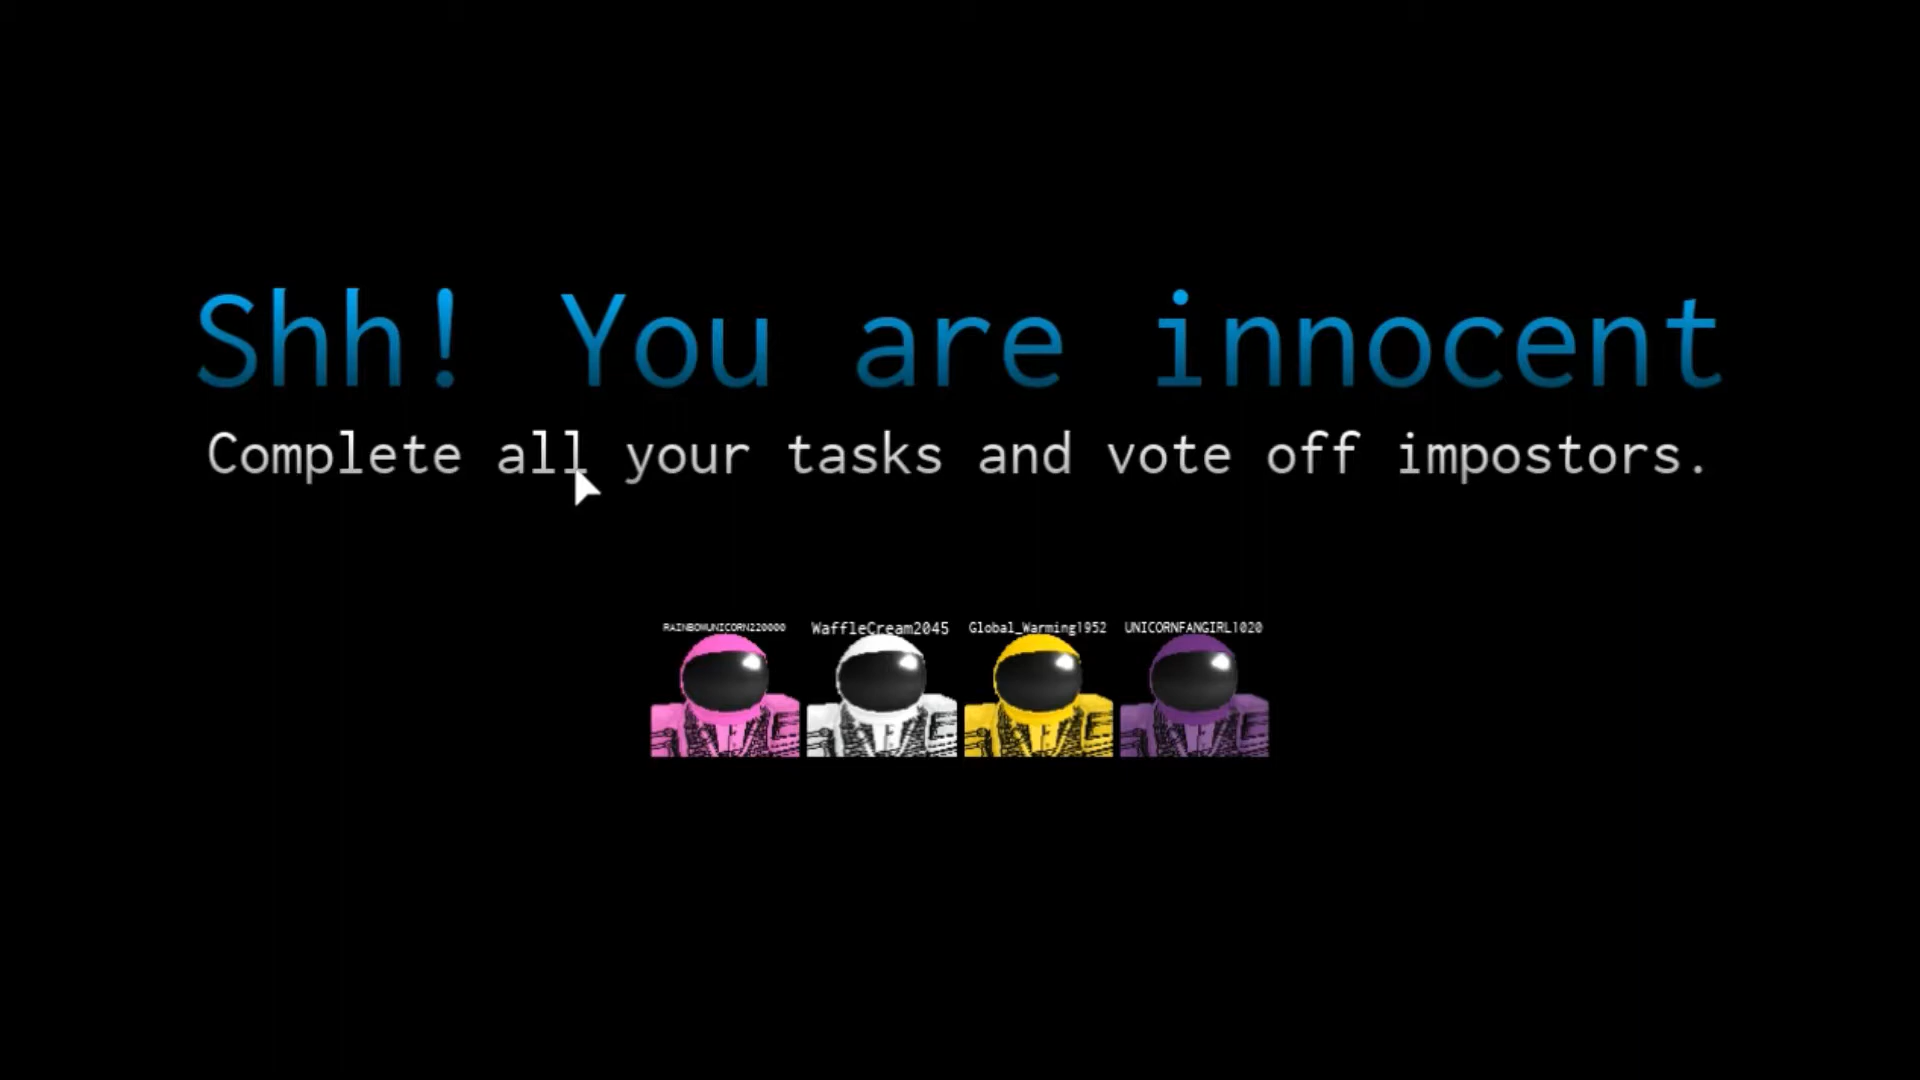 Shh! You are innocent
Complete all your tasks and vote off impostors.
RAINBOWUNICORN220000 WaffleCream2045 Global_Warming1952 UNICORNFANGIRL1020